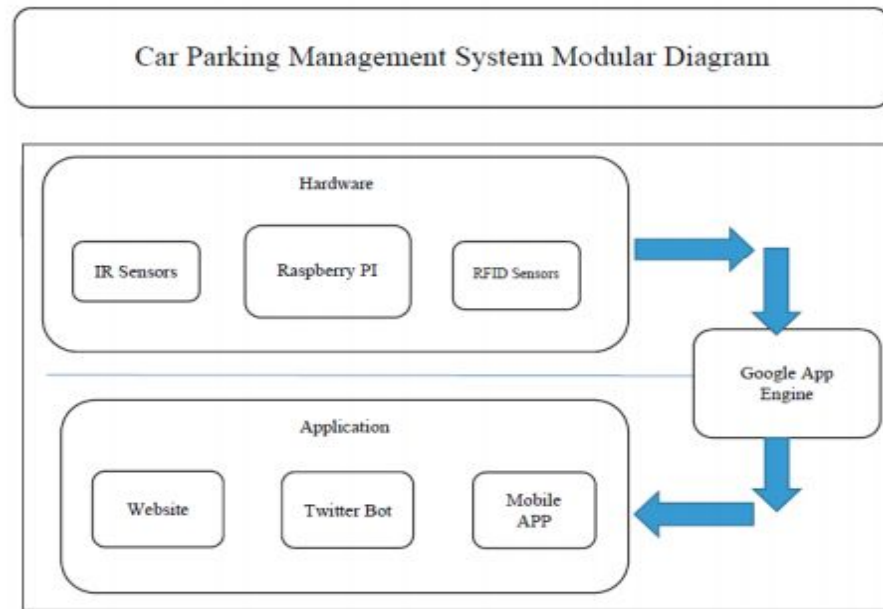 Car Parking Management System Modular Diagram
Hardware
IR Sensors
Raspberry PI
RFID Sensors
Google App
Engine
Application
Website
Twitter Bot
Mobile
APP